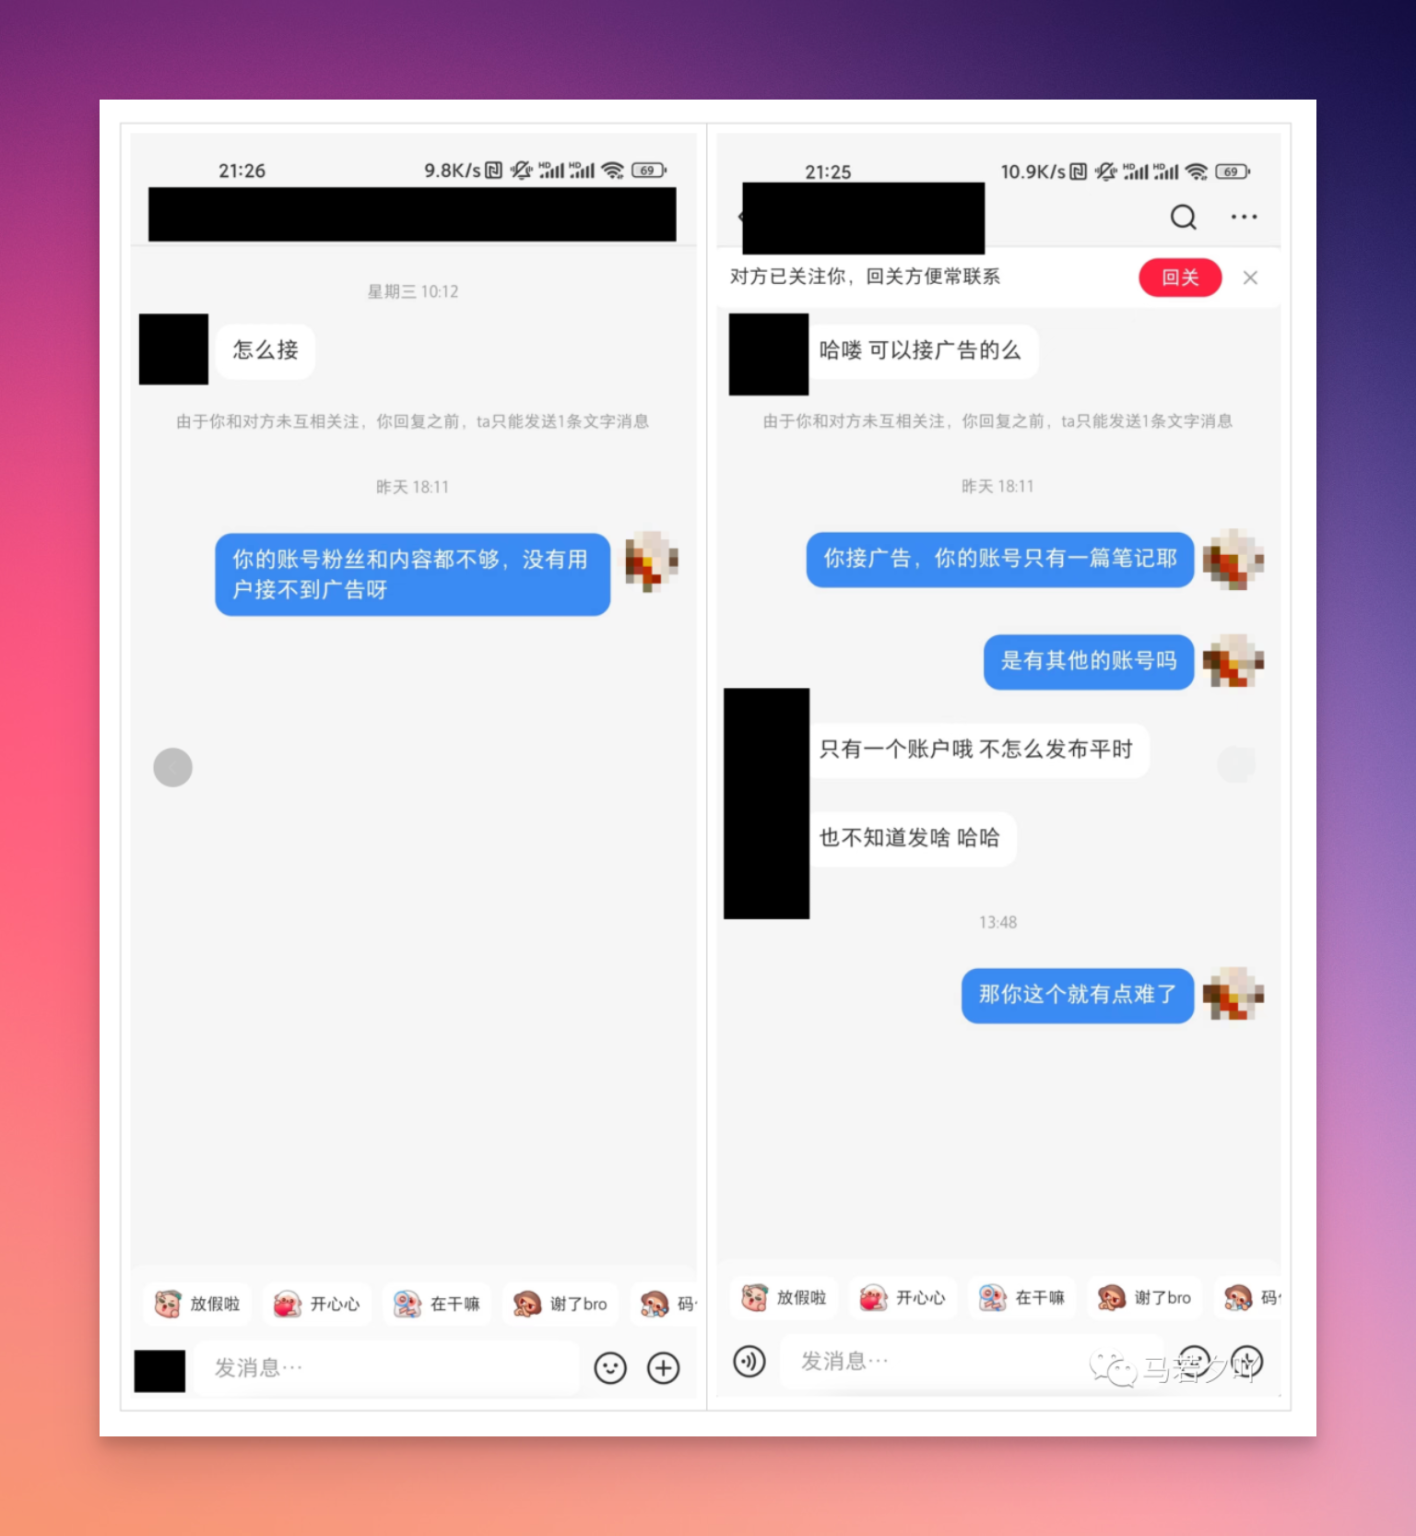 21:26
9.8K/s
HD
HD
69
星期三 10:12
怎么接
由于你和对方未互相关注，你回复之前，ta只能发送1条文字消息
昨天 18:11
你的账号粉丝和内容都不够，没有用
户接不到广告呀
放假啦
开心心
在干嘛
谢了bro
码
发消息…
21:25
10.9K/s
HD
HD
69
对方已关注你，回关方便常联系
回关
哈喽 可以接广告的么
由于你和对方未互相关注，你回复之前，ta只能发送1条文字消息
昨天 18:11
你接广告，你的账号只有一篇笔记耶
是有其他的账号吗
只有一个账户哦 不怎么发布平时
也不知道发啥 哈哈
13:48
那你这个就有点难了
放假啦
开心心
在干嘛
谢了bro
码
发消息…
马若夕吖